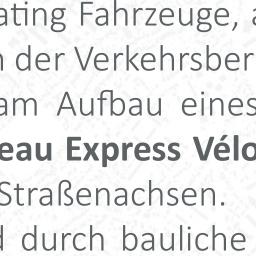 ating Fahrzeuge, a
n der Verkehrsber
am Aufbau eines
eau Express Vélo
Straßenachsen.
d durch bauliche